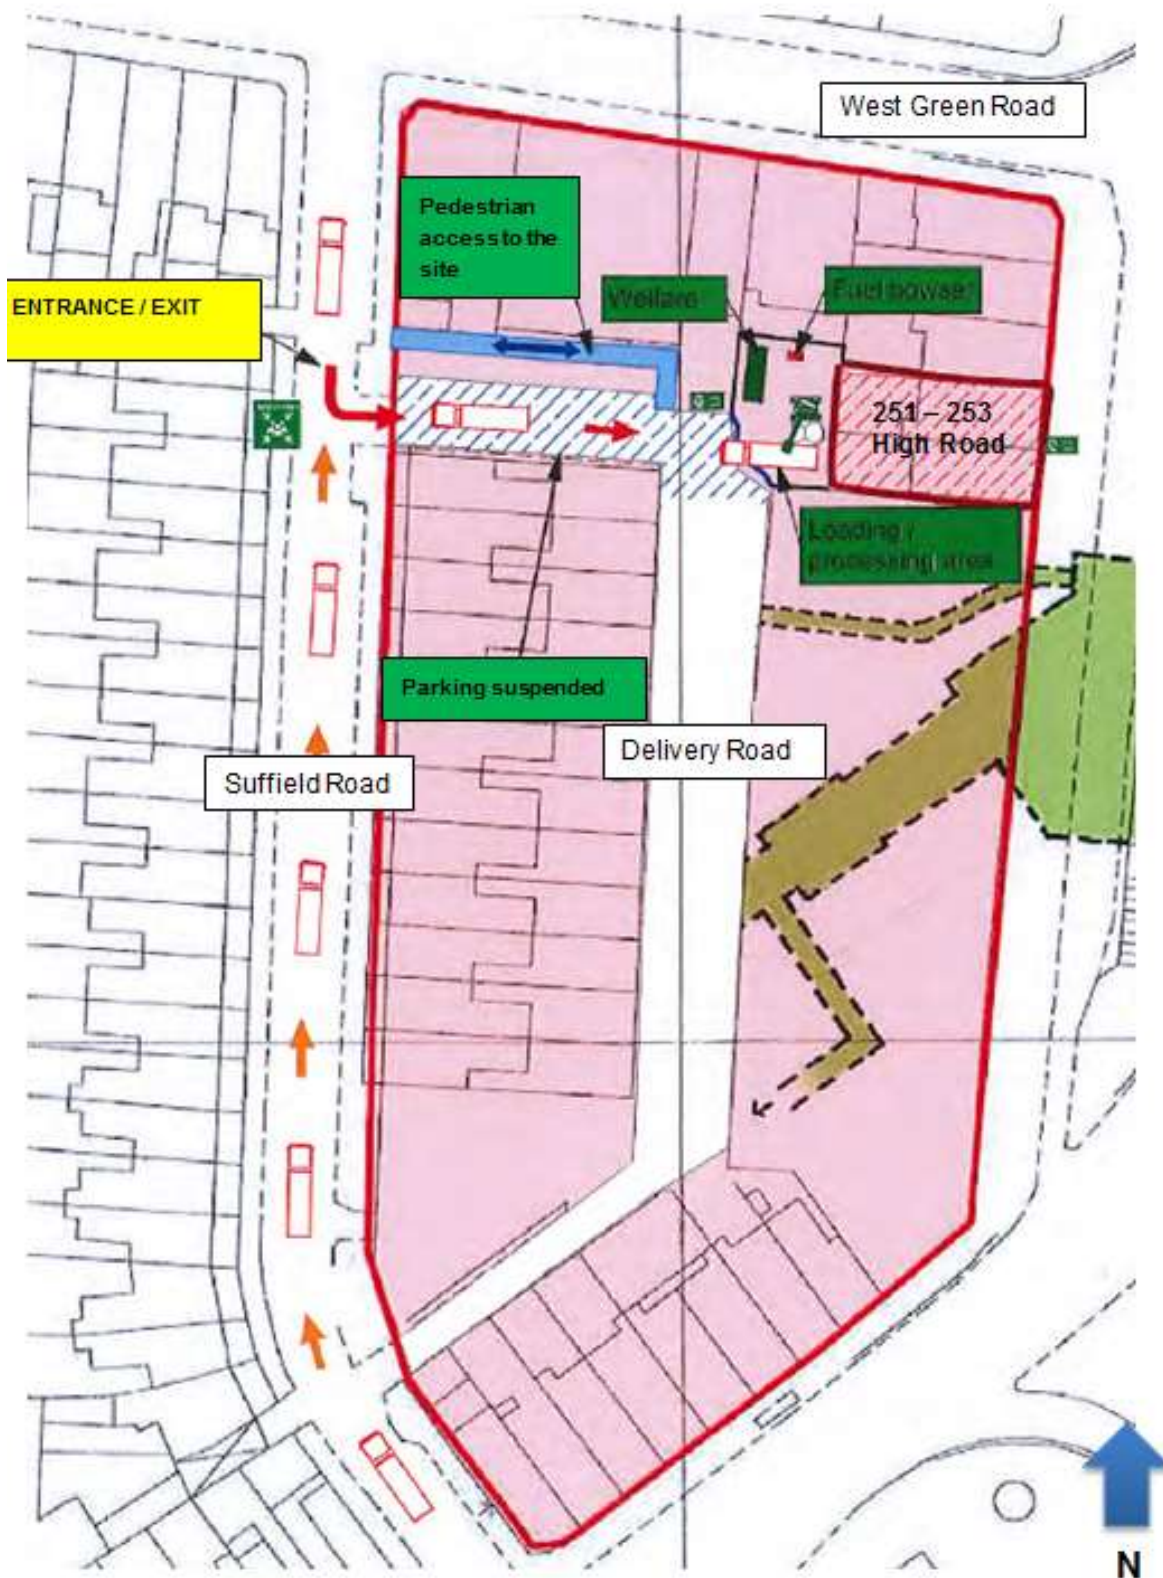 West Green Road
Pedestrian
access to the
site
Welfare
Fuel bowser
ENTRANCE / EXIT
251 – 253
High Road
Loading /
processing area
Parking suspended
Delivery Road
Suffield Road
N